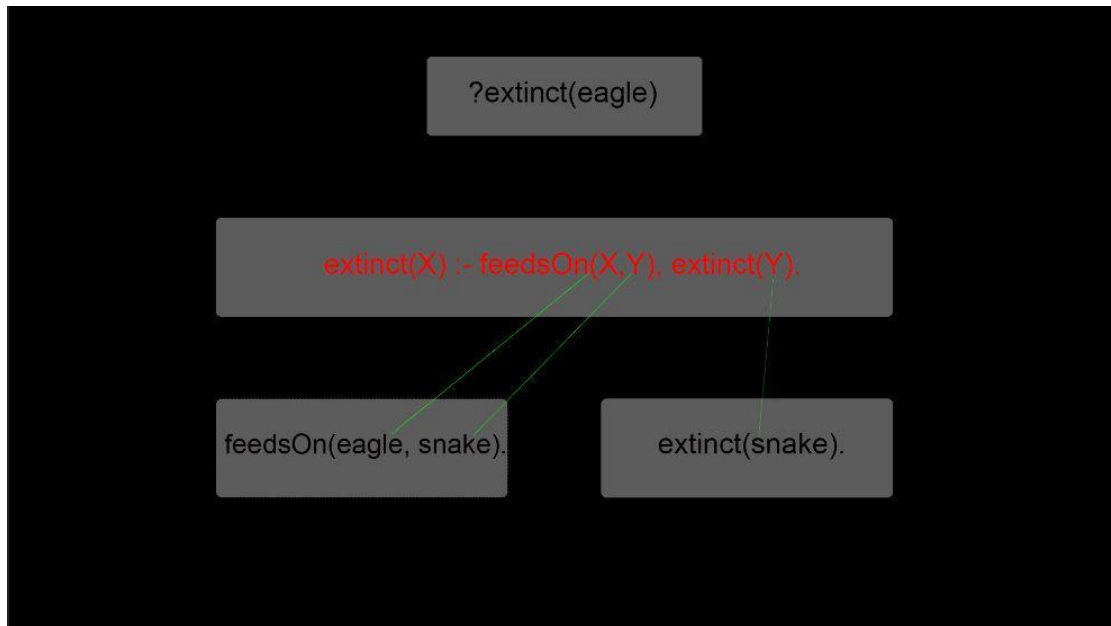 ?extinct(eagle)
extinct(X) :- feedsOn(X,Y), extinct(Y).
feedsOn(eagle, snake).
extinct(snake).